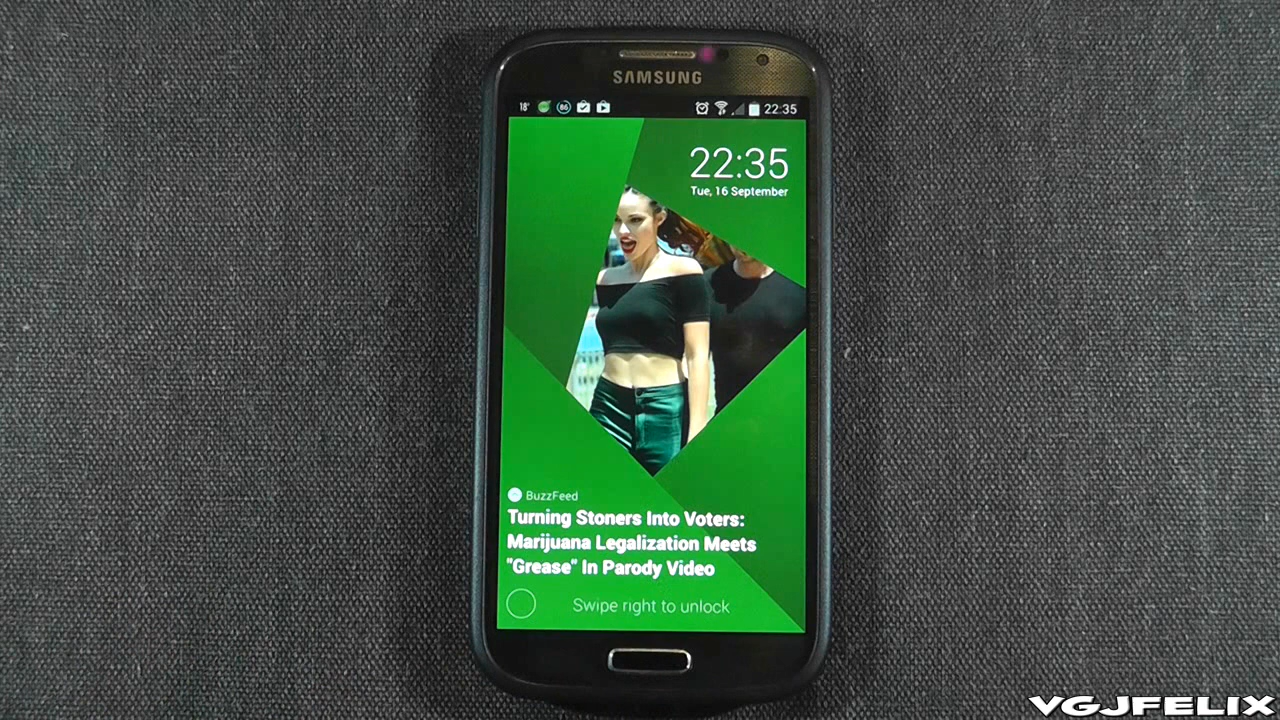 SAMSUNG
18° 86 22:35
22:35
Tue, 16 September
BuzzFeed
Turning Stoners Into Voters:
Marijuana Legalization Meets
"Grease" In Parody Video
Swipe right to unlock
VGJFELIX